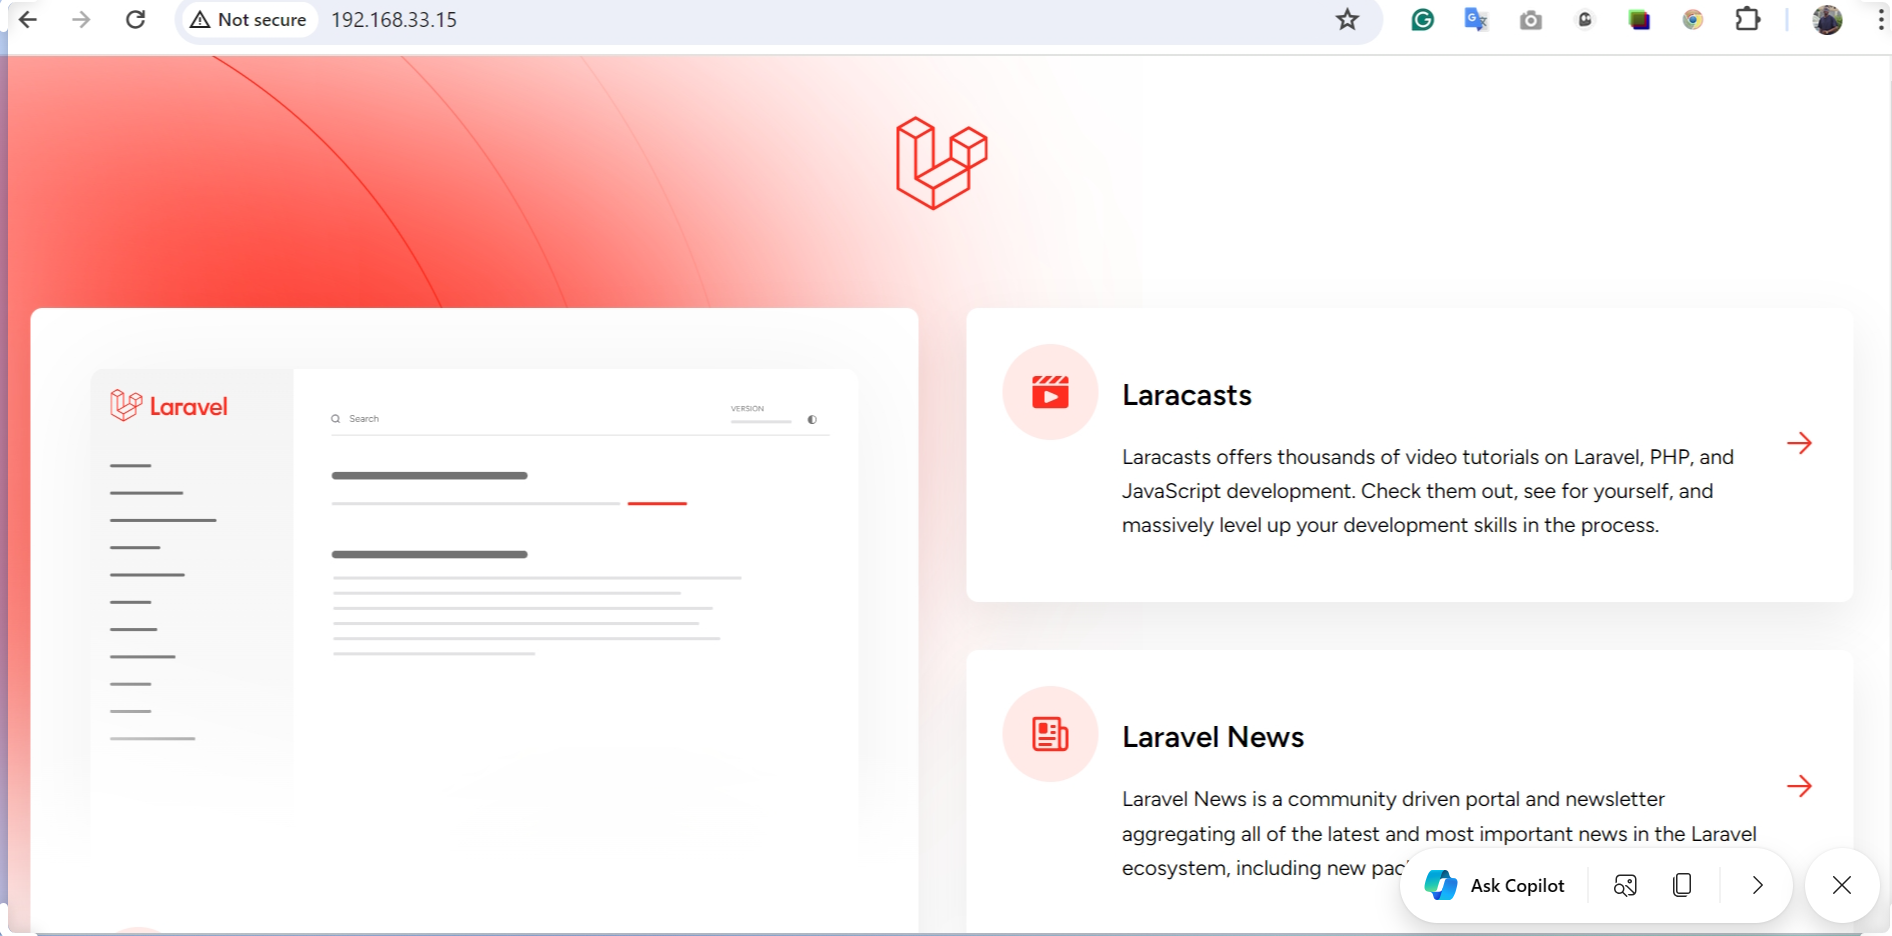 Not secure
192.168.33.15
Laravel
Search
VERSION
Laracasts
Laracasts offers thousands of video tutorials on Laravel, PHP, and
JavaScript development. Check them out, see for yourself, and
massively level up your development skills in the process.
Laravel News
Laravel News is a community driven portal and newsletter
aggregating all of the latest and most important news in the Laravel
ecosystem, including new
Ask Copilot